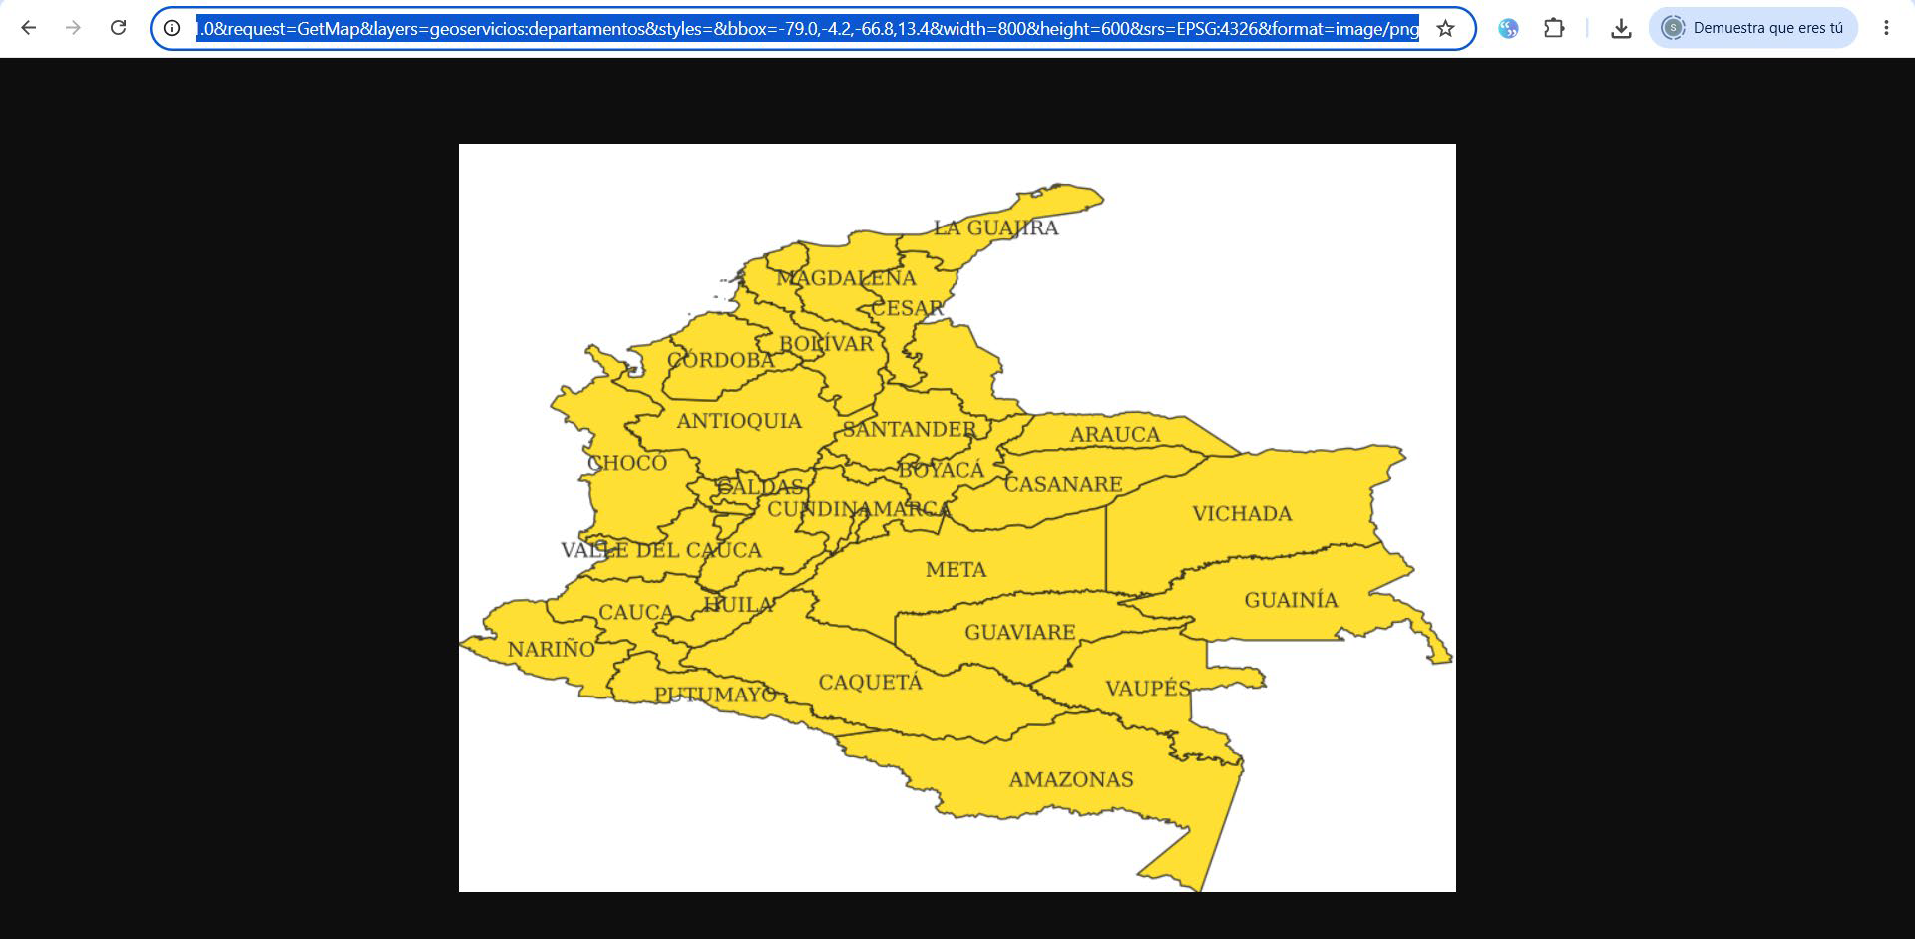 1.0&request=GetMap&layers=geoservicios:departamentos&styles=&bbox=-79.0,-4.2,-66.8,13.4&width=800&height=600&srs=EPSG:4326&format=image/png
S
Demuestra que eres tú
LA GUAJIRA
MAGDALENA
CESAR
BOLÍVAR
CÓRDOBA
ANTIOQUIA
SANTANDER
ARAUCA
CHOCÓ
BOYACÁ
CALDAS
CASANARE
CUNDINAMARCA
VICHADA
VALLE DEL CAUCA
META
GUAINÍA
HUILA
CAUCA
GUAVIARE
NARIÑO
CAQUETÁ
VAUPÉS
PUTUMAYO
AMAZONAS